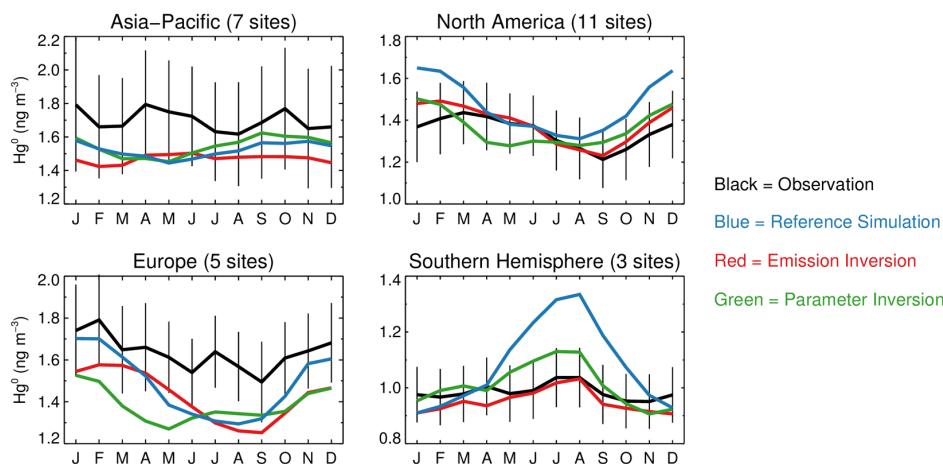 Asia−Pacific (7 sites)
North America (11 sites)
Hg⁰ (ng m⁻³)
2.2
2.0
1.8
1.6
1.4
1.2
J F M A M J J A S O N D
1.8
1.6
1.4
1.2
1.0
J F M A M J J A S O N D
Europe (5 sites)
Southern Hemisphere (3 sites)
Hg⁰ (ng m⁻³)
2.0
1.8
1.6
1.4
1.2
J F M A M J J A S O N D
1.4
1.2
1.0
0.8
J F M A M J J A S O N D
Black = Observation
Blue = Reference Simulation
Red = Emission Inversion
Green = Parameter Inversion